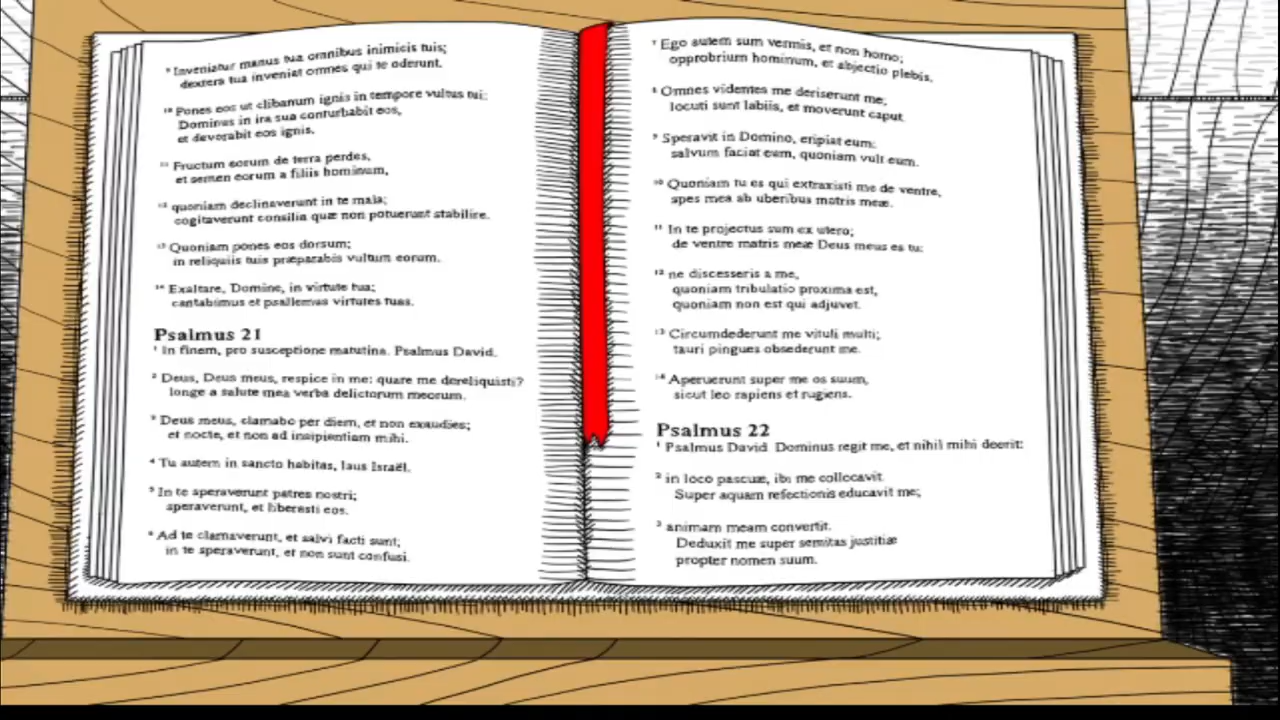 9 Inveniatur manus tua omnibus inimicis tuis;
dextera tua inveniat omnes qui te oderunt.
10 Pones eos ut clibanum ignis in tempore vultus tui:
Dominus in ira sua conturbabit eos,
et devorabit eos ignis.
11 Fructum eorum de terra perdes,
et semen eorum a filiis hominum,
12 quoniam declinaverunt in te mala;
cogitaverunt consilia quæ non potuerunt stabilire.
13 Quoniam pones eos dorsum;
in reliquiis tuis præparabis vultum eorum.
14 Exaltare, Domine, in virtute tua;
cantabimus et psallemus virtutes tuas.
Psalmus 21
1 In finem, pro susceptione matutina. Psalmus David.
2 Deus, Deus meus, respice in me: quare me dereliquisti?
longe a salute mea verba delictorum meorum.
3 Deus meus, clamabo per diem, et non exaudies;
et nocte, et non ad insipientiam mihi.
4 Tu autem in sancto habitas, laus Israël.
5 In te speraverunt patres nostri;
speraverunt, et liberasti eos.
6 Ad te clamaverunt, et salvi facti sunt;
in te speraverunt, et non sunt confusi.
7 Ego autem sum vermis, et non homo;
opprobrium hominum, et abjectio plebis.
8 Omnes videntes me deriserunt me;
locuti sunt labiis, et moverunt caput.
9 Speravit in Domino, eripiat eum:
salvum faciat eum, quoniam vult eum.
10 Quoniam tu es qui extraxisti me de ventre,
spes mea ab uberibus matris meæ.
11 In te projectus sum ex utero;
de ventre matris meæ Deus meus es tu:
12 ne discesseris a me,
quoniam tribulatio proxima est,
quoniam non est qui adjuvet.
13 Circumdederunt me vituli multi;
tauri pingues obsederunt me.
14 Aperuerunt super me os suum,
sicut leo rapiens et rugiens.
Psalmus 22
1 Psalmus David Dominus regit me, et nihil mihi deerit:
2 in loco pascuæ, ibi me collocavit.
Super aquam refectionis educavit me;
3 animam meam convertit.
Deduxit me super semitas justitiæ
propter nomen suum.